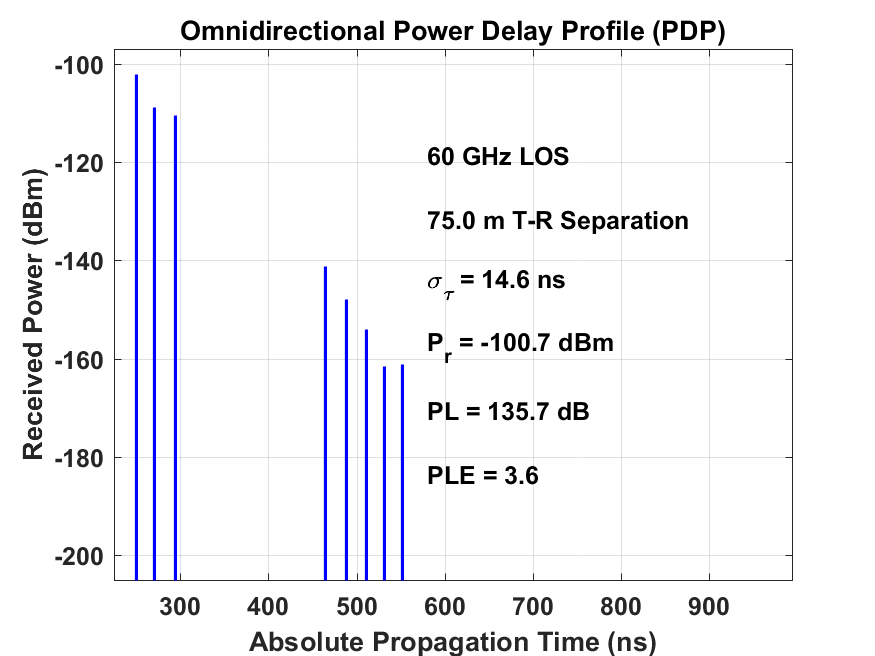 Omnidirectional Power Delay Profile (PDP)
Received Power (dBm)
-100
-120
-140
-160
-180
-200
60 GHz LOS
75.0 m T-R Separation
σ_τ = 14.6 ns
P_r = -100.7 dBm
PL = 135.7 dB
PLE = 3.6
300 400 500 600 700 800 900
Absolute Propagation Time (ns)